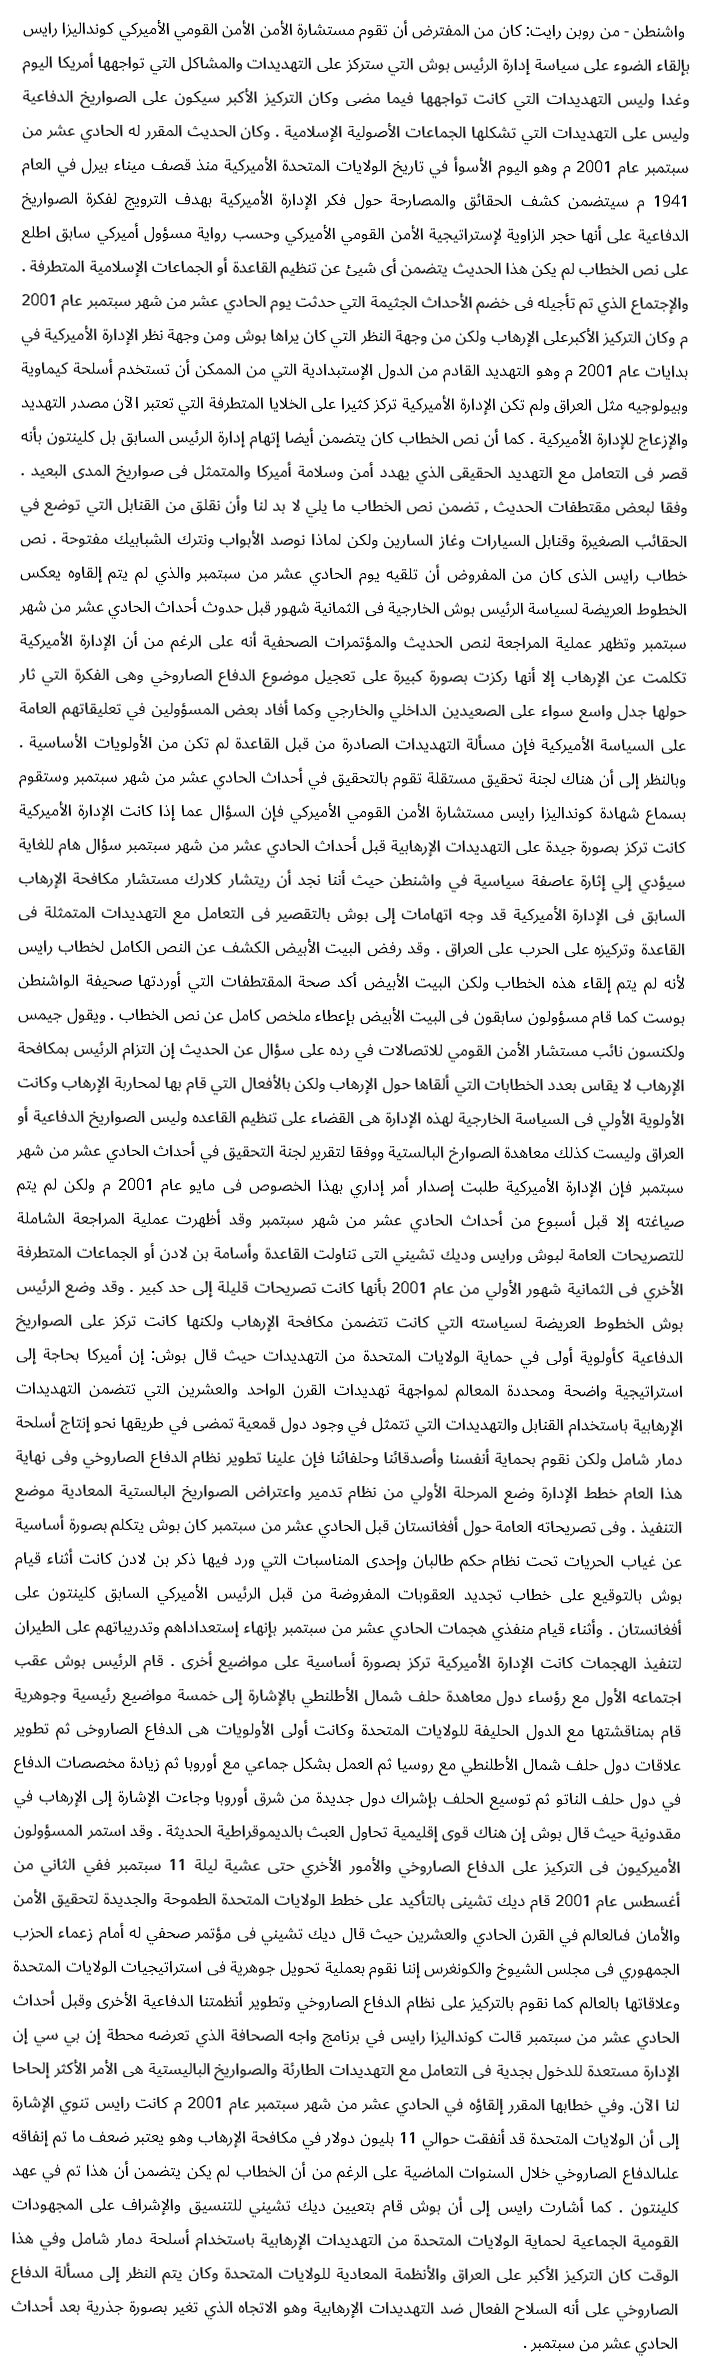 واشنطن - من روبن رايت: كان من المفترض أن تقوم مستشارة الأمن الأمن القومي الأميركي كونداليزا رايس
بإلقاء الضوء على سياسة إدارة الرئيس بوش التي ستركز على التهديدات والمشاكل التي تواجهها أمريكا اليوم
وغدا وليس التهديدات التي كانت تواجهها فيما مضى وكان التركيز الأكبر سيكون على الصواريخ الدفاعية
وليس على التهديدات التي تشكلها الجماعات الأصولية الإسلامية . وكان الحديث المقرر له الحادي عشر من
سبتمبر عام 2001 م وهو اليوم الأسوأ في تاريخ الولايات المتحدة الأميركية منذ قصف ميناء بيرل في العام
1941 م سيتضمن كشف الحقائق والمصارحة حول فكر الإدارة الأميركية بهدف الترويج لفكرة الصواريخ
الدفاعية على أنها حجر الزاوية لإستراتيجية الأمن القومي الأميركي وحسب رواية مسؤول أميركي سابق اطلع
على نص الخطاب لم يكن هذا الحديث يتضمن أى شيئ عن تنظيم القاعدة أو الجماعات الإسلامية المتطرفة .
والإجتماع الذي تم تأجيله فى خضم الأحداث الجثيمة التي حدثت يوم الحادي عشر من شهر سبتمبر عام 2001
م وكان التركيز الأكبرعلى الإرهاب ولكن من وجهة النظر التي كان يراها بوش ومن وجهة نظر الإدارة الأميركية في
بدايات عام 2001 م وهو التهديد القادم من الدول الإستبدادية التي من الممكن أن تستخدم أسلحة كيماوية
وبيولوجيه مثل العراق ولم تكن الإدارة الأميركية تركز كثيرا على الخلايا المتطرفة التي تعتبر الآن مصدر التهديد
والإزعاج للإدارة الأميركية . كما أن نص الخطاب كان يتضمن أيضا إتهام إدارة الرئيس السابق بل كلينتون بأنه
قصر فى التعامل مع التهديد الحقيقى الذي يهدد أمن وسلامة أميركا والمتمثل فى صواريخ المدى البعيد .
وفقا لبعض مقتطفات الحديث , تضمن نص الخطاب ما يلي لا بد لنا وأن نقلق من القنابل التي توضع في
الحقائب الصغيرة وقنابل السيارات وغاز السارين ولكن لماذا نوصد الأبواب ونترك الشبابيك مفتوحة . نص
خطاب رايس الذى كان من المفروض أن تلقيه يوم الحادي عشر من سبتمبر والذي لم يتم إلقاوه يعكس
الخطوط العريضة لسياسة الرئيس بوش الخارجية فى الثمانية شهور قبل حدوث أحداث الحادي عشر من شهر
سبتمبر وتظهر عملية المراجعة لنص الحديث والمؤتمرات الصحفية أنه على الرغم من أن الإدارة الأميركية
تكلمت عن الإرهاب إلا أنها ركزت بصورة كبيرة على تعجيل موضوع الدفاع الصاروخي وهى الفكرة التي ثار
حولها جدل واسع سواء على الصعيدين الداخلي والخارجي وكما أفاد بعض المسؤولين في تعليقاتهم العامة
على السياسة الأميركية فإن مسألة التهديدات الصادرة من قبل القاعدة لم تكن من الأولويات الأساسية .
وبالنظر إلى أن هناك لجنة تحقيق مستقلة تقوم بالتحقيق في أحداث الحادي عشر من شهر سبتمبر وستقوم
بسماع شهادة كونداليزا رايس مستشارة الأمن القومي الأميركي فإن السؤال عما إذا كانت الإدارة الأميركية
كانت تركز بصورة جيدة على التهديدات الإرهابية قبل أحداث الحادي عشر من شهر سبتمبر سؤال هام للغاية
سيؤدي إلي إثارة عاصفة سياسية في واشنطن حيث أننا نجد أن ريتشار كلارك مستشار مكافحة الإرهاب
السابق فى الإدارة الأميركية قد وجه اتهامات إلى بوش بالتقصير فى التعامل مع التهديدات المتمثلة فى
القاعدة وتركيزه على الحرب على العراق . وقد رفض البيت الأبيض الكشف عن النص الكامل لخطاب رايس
لأنه لم يتم إلقاء هذه الخطاب ولكن البيت الأبيض أكد صحة المقتطفات التي أوردتها صحيفة الواشنطن
بوست كما قام مسؤولون سابقون فى البيت الأبيض بإعطاء ملخص كامل عن نص الخطاب . ويقول جيمس
ولكنسون نائب مستشار الأمن القومي للاتصالات في رده على سؤال عن الحديث إن التزام الرئيس بمكافحة
الإرهاب لا يقاس بعدد الخطابات التي ألقاها حول الإرهاب ولكن بالأفعال التي قام بها لمحاربة الإرهاب وكانت
الأولوية الأولي فى السياسة الخارجية لهذه الإدارة هى القضاء على تنظيم القاعده وليس الصواريخ الدفاعية أو
العراق وليست كذلك معاهدة الصوارخ البالستية ووفقا لتقرير لجنة التحقيق في أحداث الحادي عشر من شهر
سبتمبر فإن الإدارة الأميركية طلبت إصدار أمر إداري بهذا الخصوص فى مايو عام 2001 م ولكن لم يتم
صياغته إلا قبل أسبوع من أحداث الحادي عشر من شهر سبتمبر وقد أظهرت عملية المراجعة الشاملة
للتصريحات العامة لبوش ورايس وديك تشيني التى تناولت القاعدة وأسامة بن لادن أو الجماعات المتطرفة
الأخري فى الثمانية شهور الأولي من عام 2001 بأنها كانت تصريحات قليلة إلى حد كبير . وقد وضع الرئيس
بوش الخطوط العريضة لسياسته التي كانت تتضمن مكافحة الإرهاب ولكنها كانت تركز على الصواريخ
الدفاعية كأولوية أولى في حماية الولايات المتحدة من التهديدات حيث قال بوش: إن أميركا بحاجة إلى
استراتيجية واضحة ومحددة المعالم لمواجهة تهديدات القرن الواحد والعشرين التي تتضمن التهديدات
الإرهابية باستخدام القنابل والتهديدات التي تتمثل في وجود دول قمعية تمضى في طريقها نحو إنتاج أسلحة
دمار شامل ولكن نقوم بحماية أنفسنا وأصدقائنا وحلفائنا فإن علينا تطوير نظام الدفاع الصاروخي وفى نهاية
هذا العام خطط الإدارة وضع المرحلة الأولي من نظام تدمير واعتراض الصواريخ البالستية المعادية موضع
التنفيذ . وفى تصريحاته العامة حول أفغانستان قبل الحادي عشر من سبتمبر كان بوش يتكلم بصورة أساسية
عن غياب الحريات تحت نظام حكم طالبان وإحدى المناسبات التي ورد فيها ذكر بن لادن كانت أثناء قيام
بوش بالتوقيع على خطاب تجديد العقوبات المفروضة من قبل الرئيس الأميركي السابق كلينتون على
أفغانستان . وأثناء قيام منفذي هجمات الحادي عشر من سبتمبر بإنهاء إستعداداهم وتدريباتهم على الطيران
لتنفيذ الهجمات كانت الإدارة الأميركية تركز بصورة أساسية على مواضيع أخرى . قام الرئيس بوش عقب
اجتماعه الأول مع رؤساء دول معاهدة حلف شمال الأطلنطي بالإشارة إلى خمسة مواضيع رئيسية وجوهرية
قام بمناقشتها مع الدول الحليفة للولايات المتحدة وكانت أولى الأولويات هى الدفاع الصاروخى ثم تطوير
علاقات دول حلف شمال الأطلنطي مع روسيا ثم العمل بشكل جماعي مع أوروبا ثم زيادة مخصصات الدفاع
في دول حلف الناتو ثم توسيع الحلف بإشراك دول جديدة من شرق أوروبا وجاءت الإشارة إلى الإرهاب في
مقدونية حيث قال بوش إن هناك قوى إقليمية تحاول العبث بالديموقراطية الحديثة . وقد استمر المسؤولون
الأميركيون فى التركيز على الدفاع الصاروخي والأمور الأخري حتى عشية ليلة 11 سبتمبر ففي الثاني من
أغسطس عام 2001 قام ديك تشينى بالتأكيد على خطط الولايات المتحدة الطموحة والجديدة لتحقيق الأمن
والأمان فىالعالم في القرن الحادي والعشرين حيث قال ديك تشيني فى مؤتمر صحفي له أمام زعماء الحزب
الجمهوري فى مجلس الشيوخ والكونغرس إننا نقوم بعملية تحويل جوهرية فى استراتيجيات الولايات المتحدة
وعلاقاتها بالعالم كما نقوم بالتركيز على نظام الدفاع الصاروخي وتطوير أنظمتنا الدفاعية الأخرى وقبل أحداث
الحادي عشر من سبتمبر قالت كونداليزا رايس في برنامج واجه الصحافة الذي تعرضه محطة إن بي سي إن
الإدارة مستعدة للدخول بجدية فى التعامل مع التهديدات الطارئة والصواريخ الباليستية هى الأمر الأكثر إلحاحا
لنا الآن. وفي خطابها المقرر إلقاؤه في الحادي عشر من شهر سبتمبر عام 2001 م كانت رايس تنوي الإشارة
إلى أن الولايات المتحدة قد أنفقت حوالي 11 بليون دولار في مكافحة الإرهاب وهو يعتبر ضعف ما تم إنفاقه
علىالدفاع الصاروخي خلال السنوات الماضية على الرغم من أن الخطاب لم يكن يتضمن أن هذا تم في عهد
كلينتون . كما أشارت رايس إلى أن بوش قام بتعيين ديك تشيني للتنسيق والإشراف على المجهودات
القومية الجماعية لحماية الولايات المتحدة من التهديدات الإرهابية باستخدام أسلحة دمار شامل وفي هذا
الوقت كان التركيز الأكبر على العراق والأنظمة المعادية للولايات المتحدة وكان يتم النظر إلى مسألة الدفاع
الصاروخي على أنه السلاح الفعال ضد التهديدات الإرهابية وهو الاتجاه الذي تغير بصورة جذرية بعد أحداث
الحادي عشر من سبتمبر .